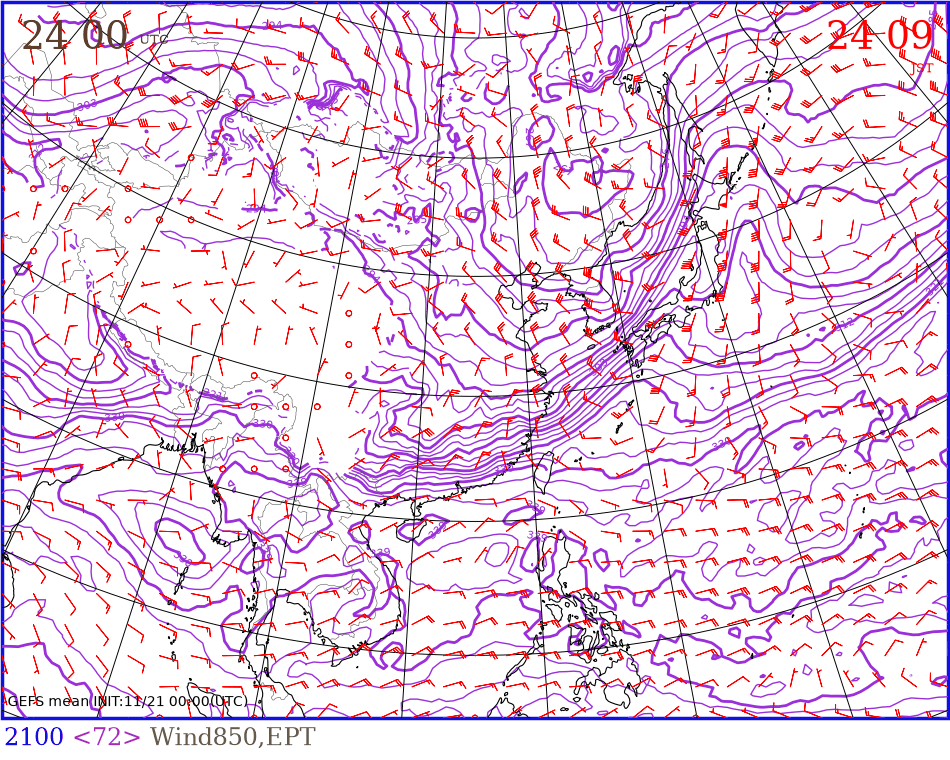 24 00 UTC
24 09
JST
GEFS mean INIT:11/21 00:00(UTC)
2100 <72> Wind850,EPT